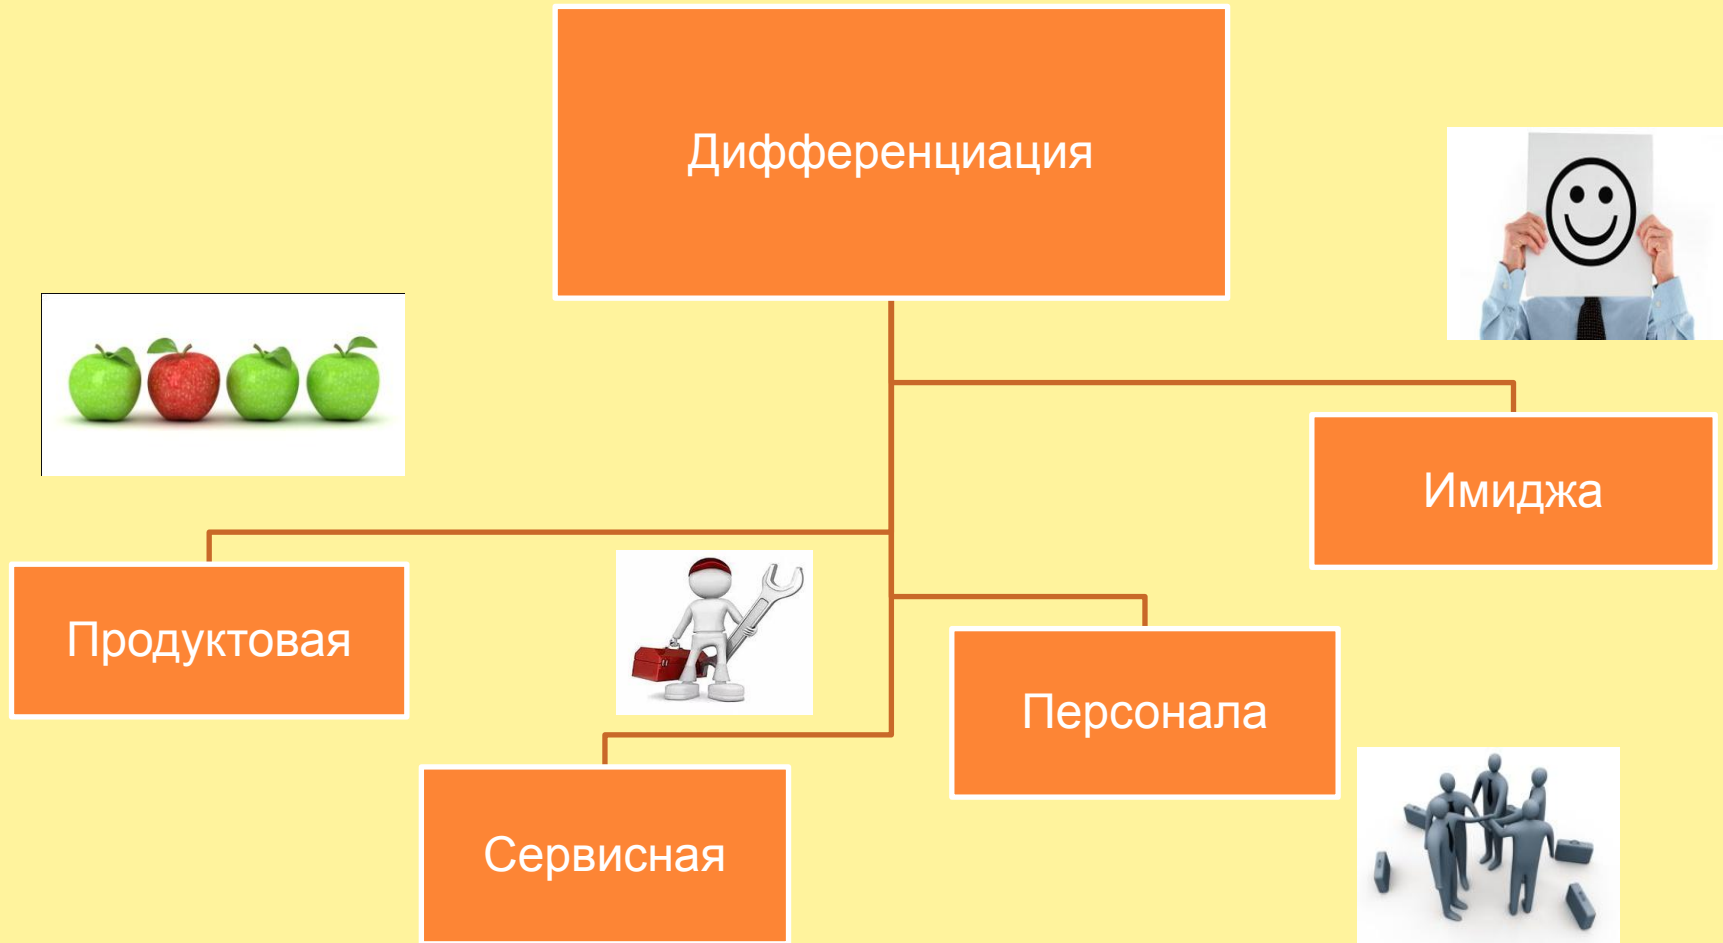 Дифференциация
Имиджа
Продуктовая
Персонала
Сервисная